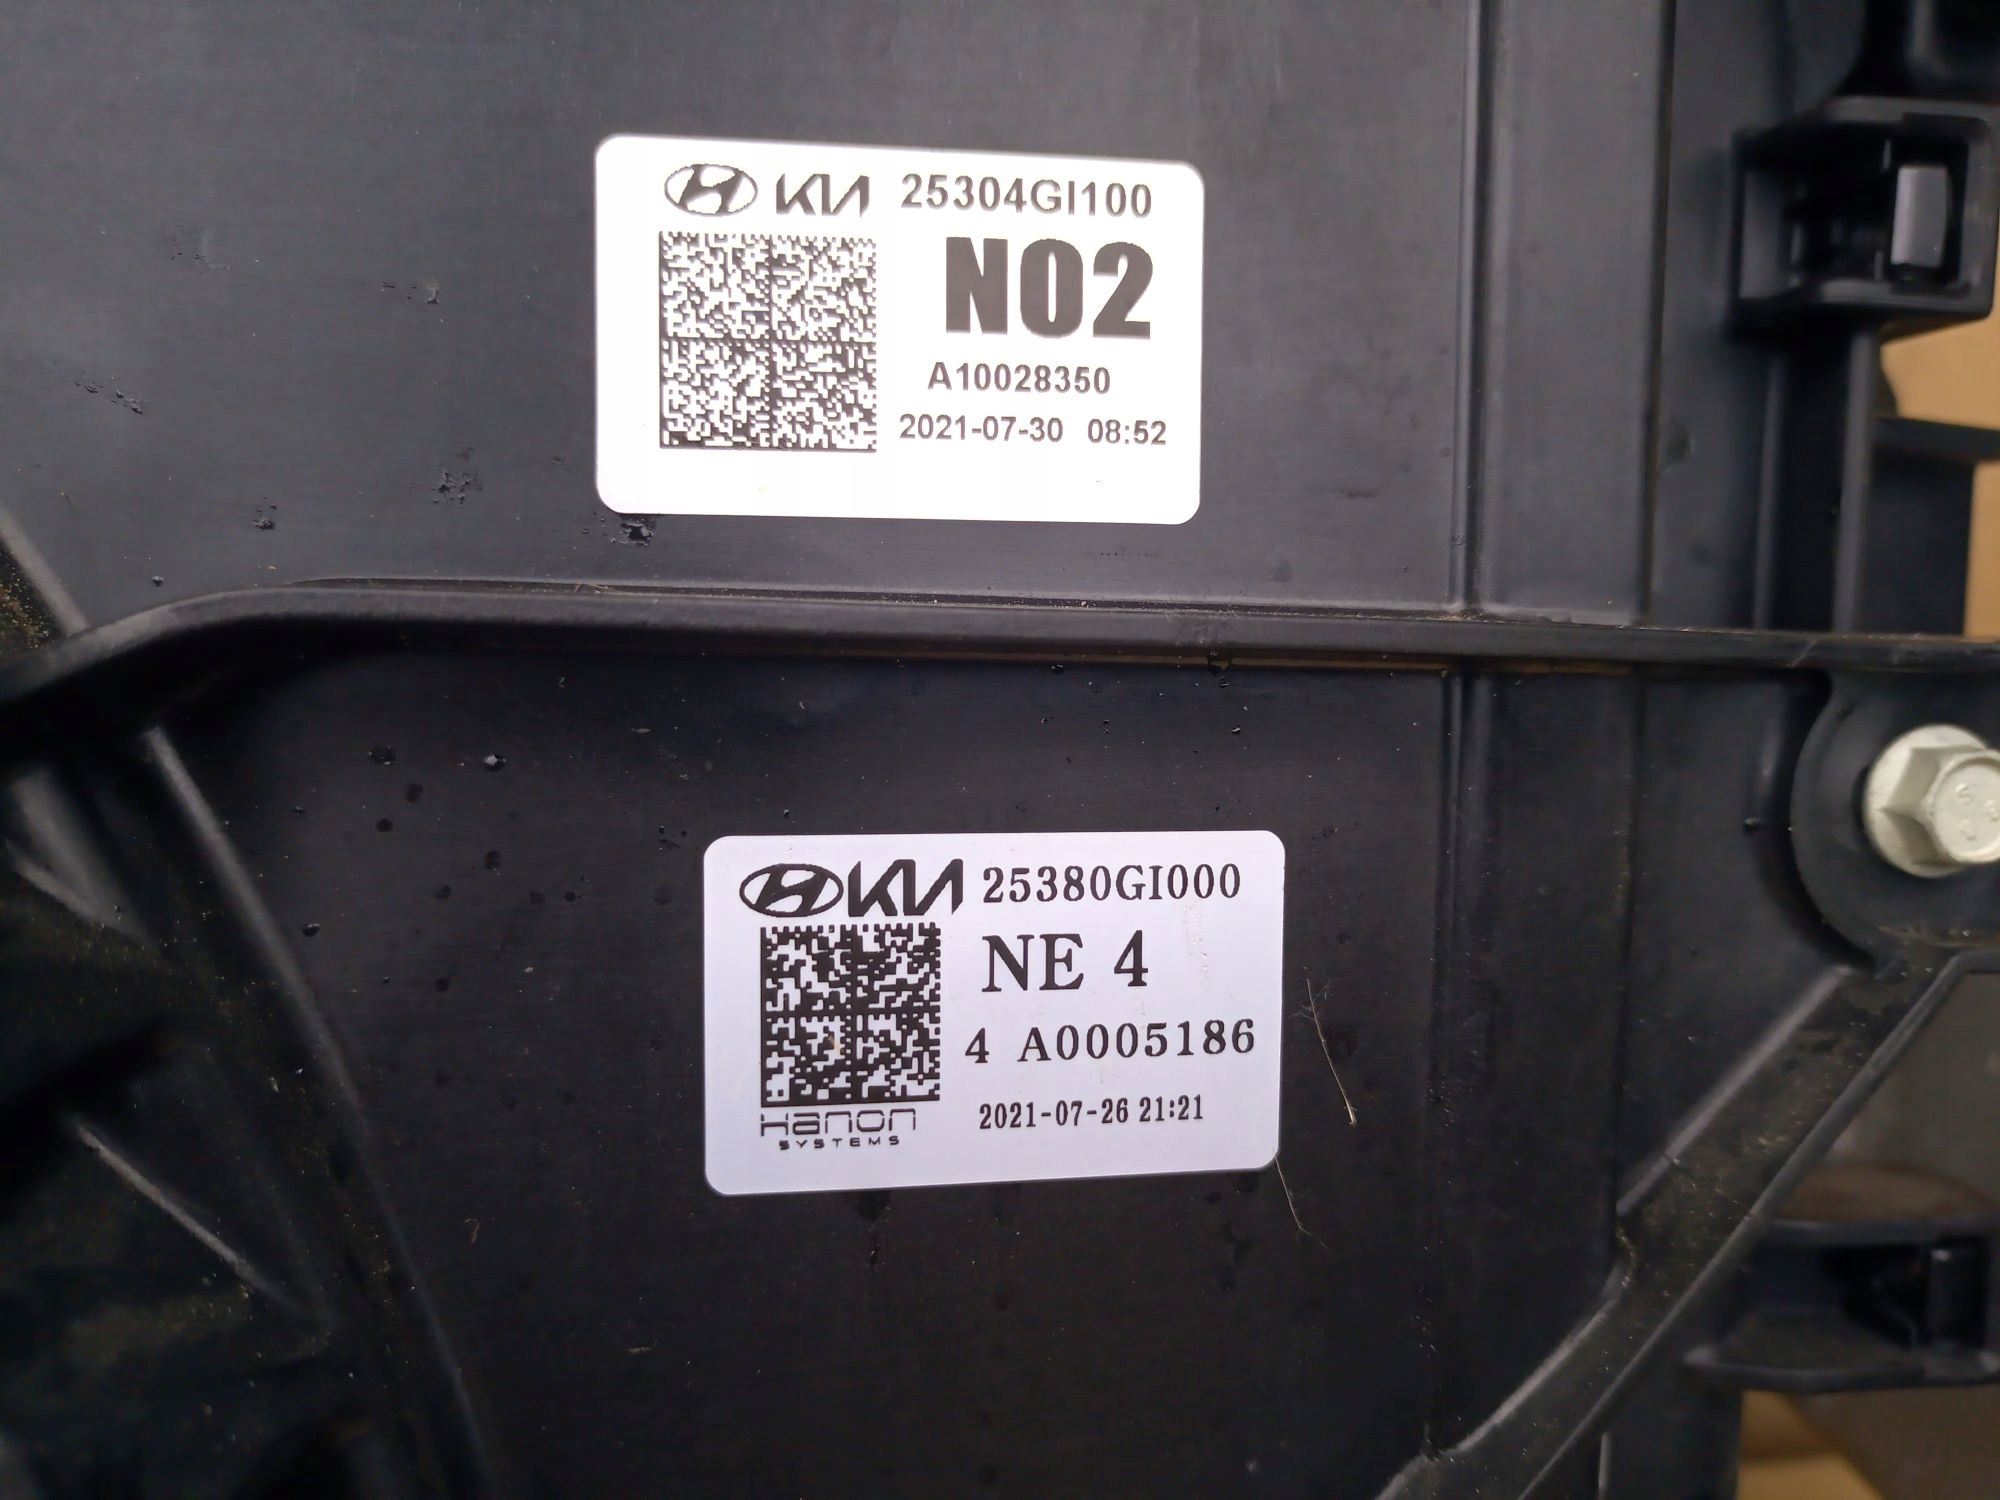 KIA 25304GI100
N02
A10028350
2021-07-30 08:52
KIA 25380GI000
NE 4
4 A0005186
2021-07-26 21:21
Hanon
SYSTEMS